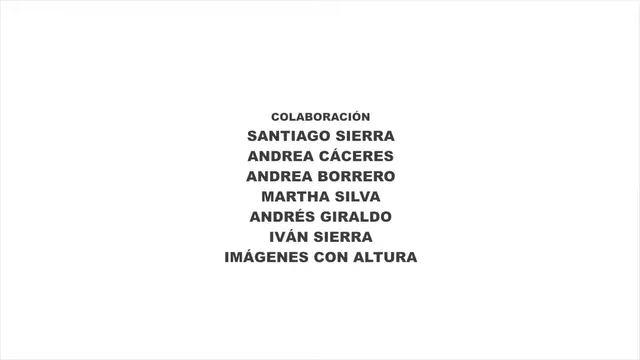 COLABORACIÓN
SANTIAGO SIERRA
ANDREA CÁCERES
ANDREA BORRERO
MARTHA SILVA
ANDRÉS GIRALDO
IVÁN SIERRA
IMÁGENES CON ALTURA